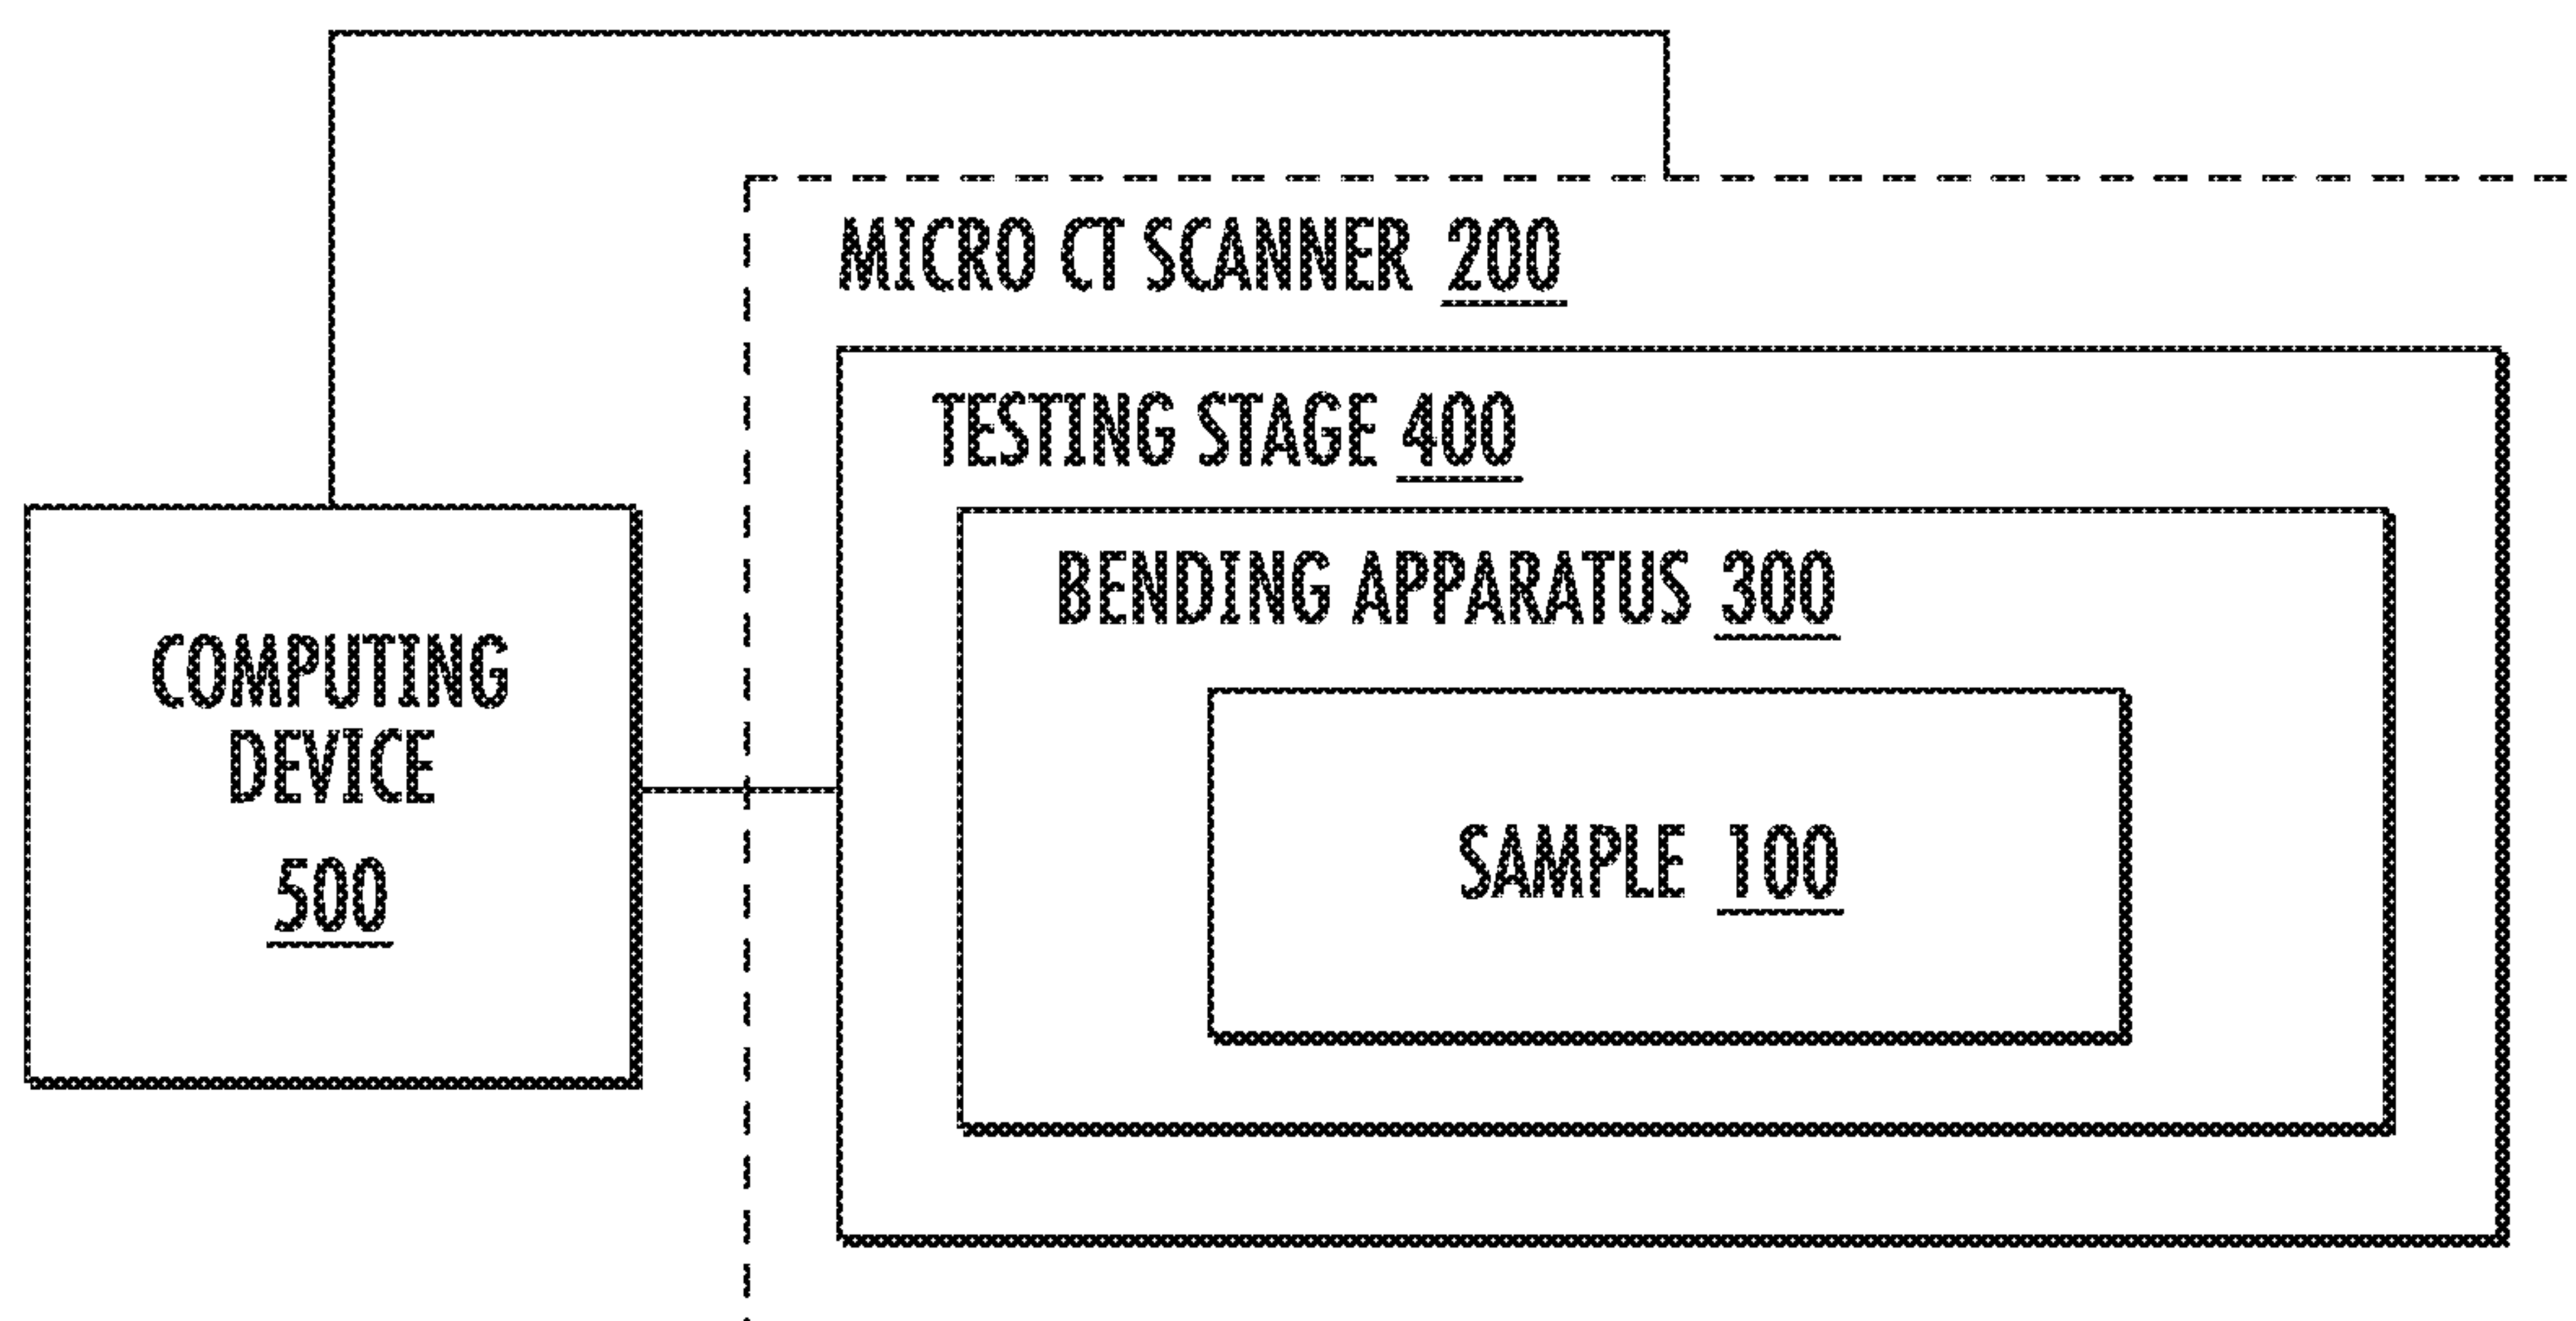 MICRO CT SCANNER 200
TESTING STAGE 400
BENDING APPARATUS 300
COMPUTING
DEVICE
500
SAMPLE 100